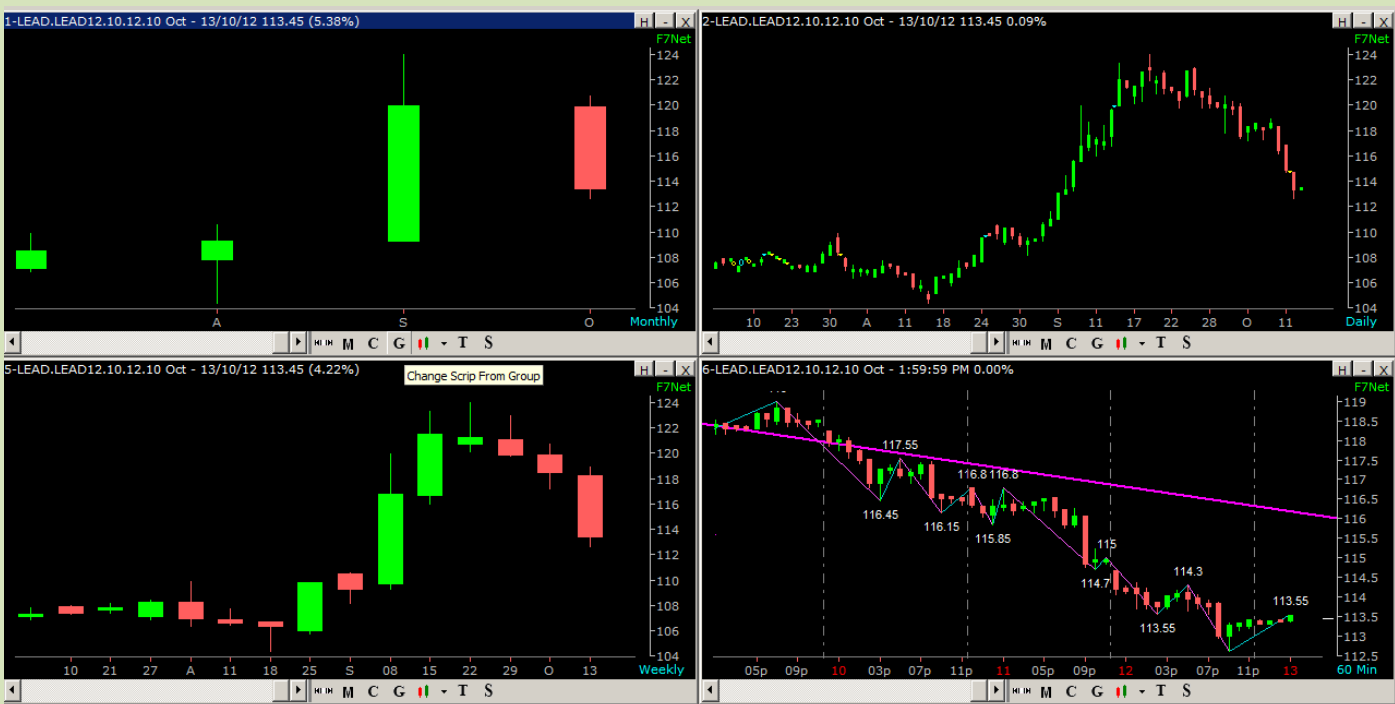 1-LEAD.LEAD12.10.12.10 Oct - 13/10/12 113.45 (5.38%)
H - X
F7Net
124
122
120
118
116
114
112
110
108
106
104
A S O Monthly
M C G T S
2-LEAD.LEAD12.10.12.10 Oct - 13/10/12 113.45 0.09%
H - X
F7Net
124
122
120
118
116
114
112
110
108
106
104
10 23 30 A 11 18 24 30 S 11 17 22 28 O 11 Daily
M C G T S
5-LEAD.LEAD12.10.12.10 Oct - 13/10/12 113.45 (4.22%)
H - X
Change Scrip From Group
F7Net
124
122
120
118
116
114
112
110
108
106
104
10 21 27 A 11 18 25 S 08 15 22 29 O 13 Weekly
M C G T S
6-LEAD.LEAD12.10.12.10 Oct - 1:59:59 PM 0.00%
H - X
F7Net
119
118.5
118
117.5
117
116.5
116
115.5
115
114.5
114
113.5
113
112.5
117.55
116.8 116.8
116.45
116.15
115.85
115
114.7
114.3
113.55
113.55
05p 09p 10 03p 07p 11p 11 05p 09p 12 03p 07p 11p 13 60 Min
M C G T S